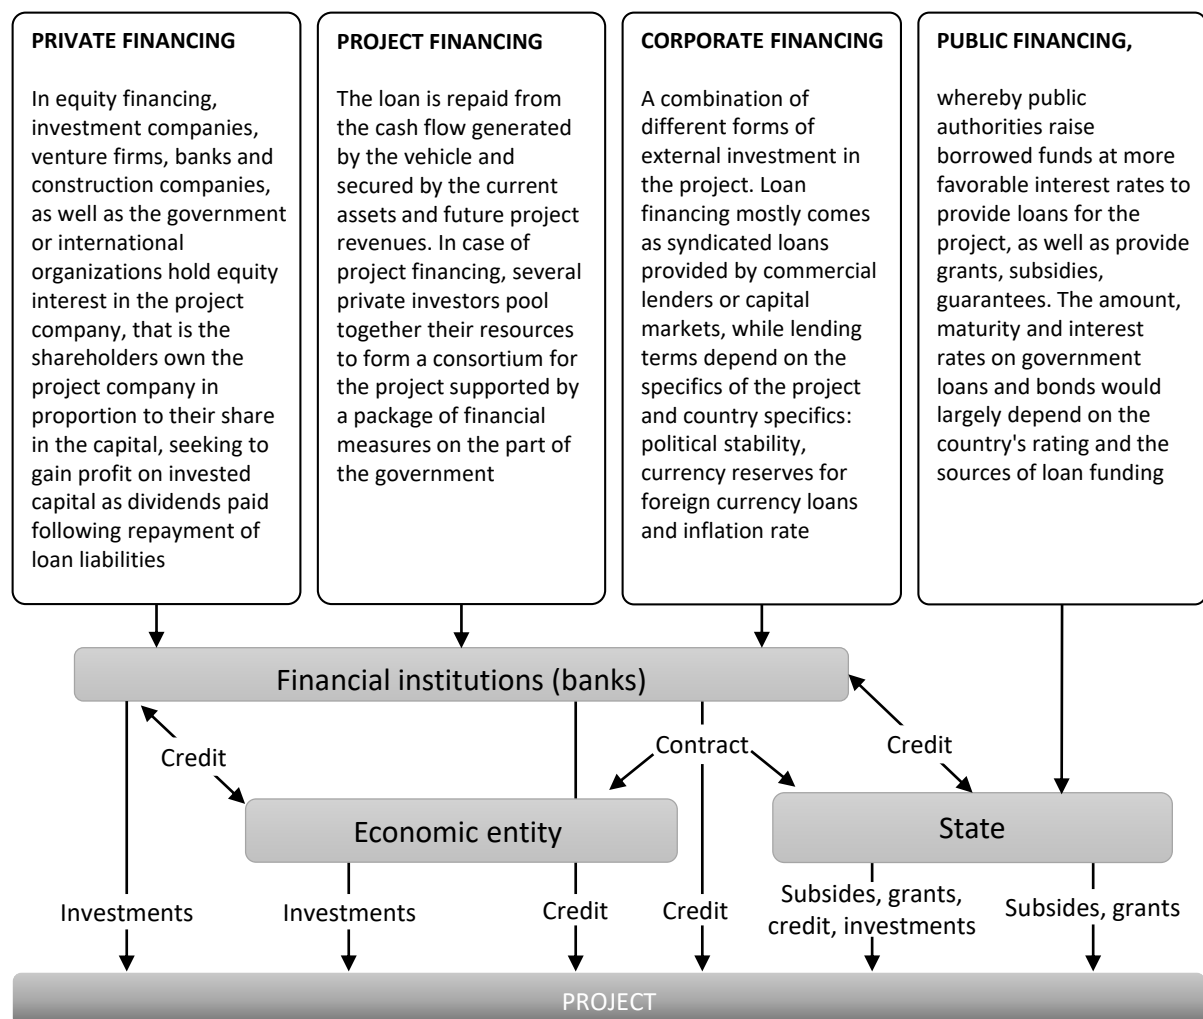 PRIVATE FINANCING
In equity financing,
investment companies,
venture firms, banks and
construction companies,
as well as the government
or international
organizations hold equity
interest in the project
company, that is the
shareholders own the
project company in
proportion to their share
in the capital, seeking to
gain profit on invested
capital as dividends paid
following repayment of
loan liabilities
PROJECT FINANCING
The loan is repaid from
the cash flow generated
by the vehicle and
secured by the current
assets and future project
revenues. In case of
project financing, several
private investors pool
together their resources
to form a consortium for
the project supported by
a package of financial
measures on the part of
the government
CORPORATE FINANCING
A combination of
different forms of
external investment in
the project. Loan
financing mostly comes
as syndicated loans
provided by commercial
lenders or capital
markets, while lending
terms depend on the
specifics of the project
and country specifics:
political stability,
currency reserves for
foreign currency loans
and inflation rate
PUBLIC FINANCING,
whereby public
authorities raise
borrowed funds at more
favorable interest rates to
provide loans for the
project, as well as provide
grants, subsidies,
guarantees. The amount,
maturity and interest
rates on government
loans and bonds would
largely depend on the
country's rating and the
sources of loan funding
Financial institutions (banks)
Credit
Contract
Credit
Economic entity
State
Investments
Investments
Credit
Credit
Subsides, grants,
credit, investments
Subsides, grants
PROJECT